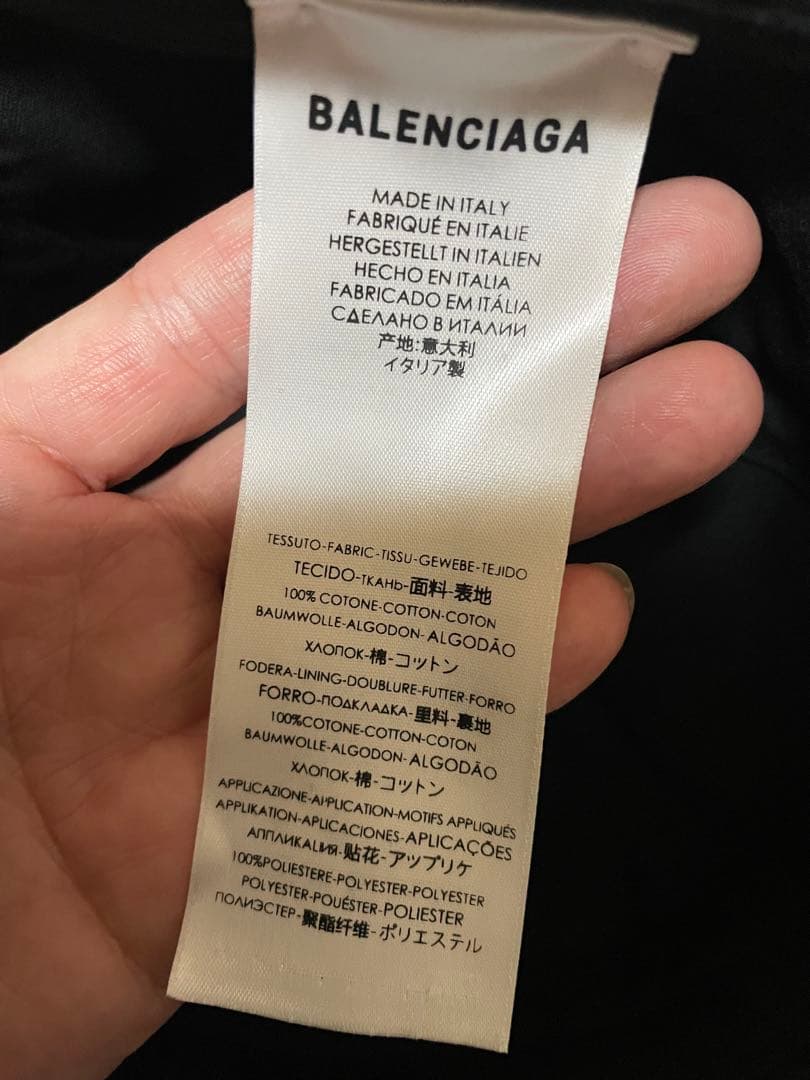 BALENCIAGA
MADE IN ITALY
FABRIQUÉ EN ITALIE
HERGESTELLT IN ITALIEN
HECHO EN ITALIA
FABRICADO EM ITÁLIA
СДЕЛАНО В ИТАЛИИ
产地:意大利
イタリア製
TESSUTO-FABRIC-TISSU-GEWEBE-TEJIDO
TECIDO-ТКАНЬ-面料-表地
100% COTONE-COTTON-COTON
BAUMWOLLE-ALGODON-ALGODÃO
ХЛОПОК-棉-コットン
FODERA-LINING-DOUBLURE-FUTTER-FORRO
FORRO-ПОДКЛАДКА-里料-裏地
100%COTONE-COTTON-COTON
BAUMWOLLE-ALGODON-ALGODÃO
ХЛОПОК-棉-コットン
APPLICAZIONE-APPLICATION-MOTIFS APPLIQUÉS
APPLIKATION-APLICACIONES-APLICAÇÕES
АППЛИКАЦИЯ-贴花-アップリケ
100%POLIESTERE-POLYESTER-POLYESTER
POLYESTER-POUÉSTER-POLIESTER
ПОЛИЭСТЕР-聚酯纤维-ポリエステル